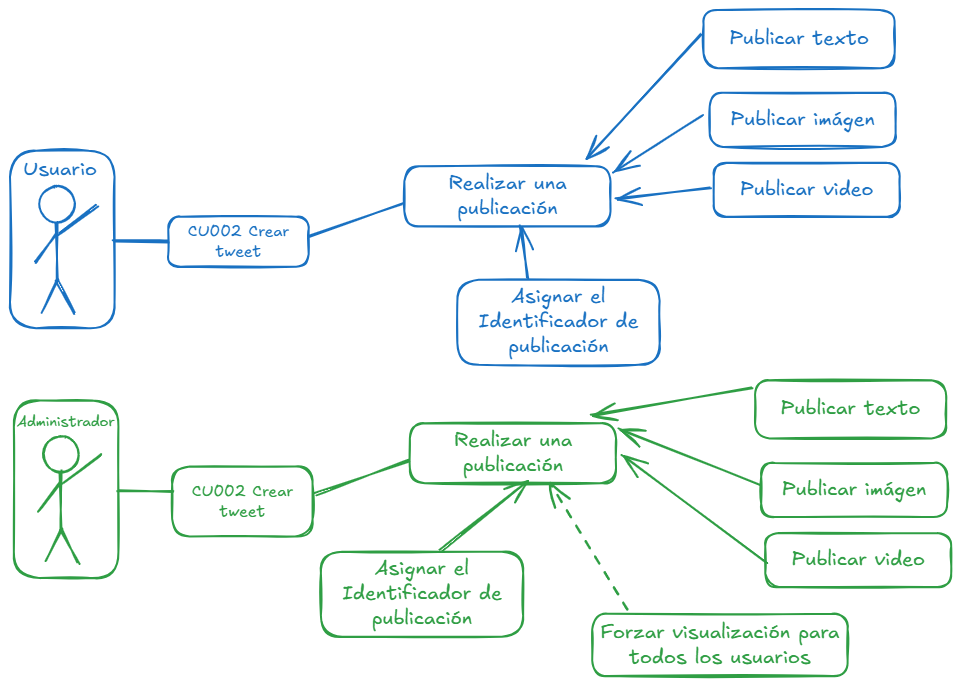 Publicar texto
Publicar imágen
Publicar video
Usuario
Realizar una
publicación
CU002 Crear
tweet
Asignar el
Identificador de
publicación
Administrador
Realizar una
publicación
Publicar texto
Publicar imágen
Publicar video
CU002 Crear
tweet
Asignar el
Identificador de
publicación
Forzar visualización para
todos los usuarios